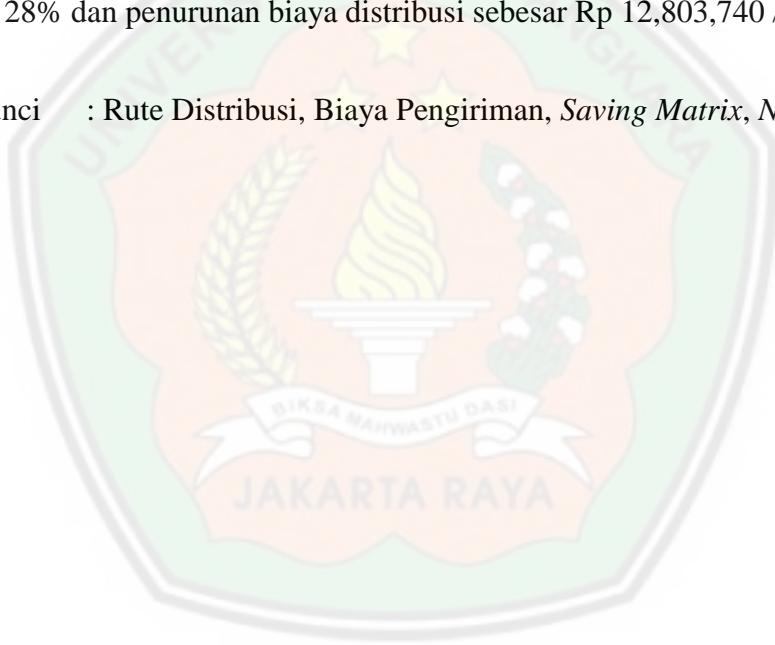 28% dan penurunan biaya distribusi sebesar Rp 12,803,740 /
nci : Rute Distribusi, Biaya Pengiriman, Saving Matrix, N
BIKSA MAHWASTU DASI
JAKARTA RAYA